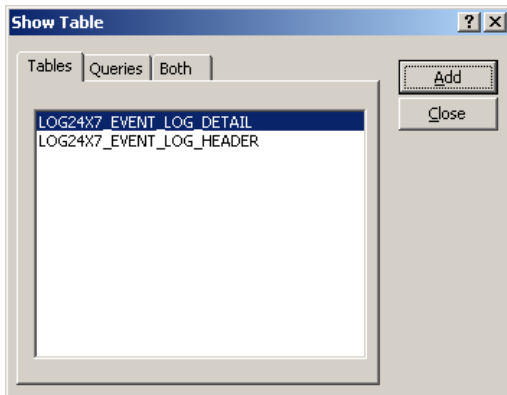 Show Table
Tables Queries Both
Add
Close
LOG24X7_EVENT_LOG_DETAIL
LOG24X7_EVENT_LOG_HEADER